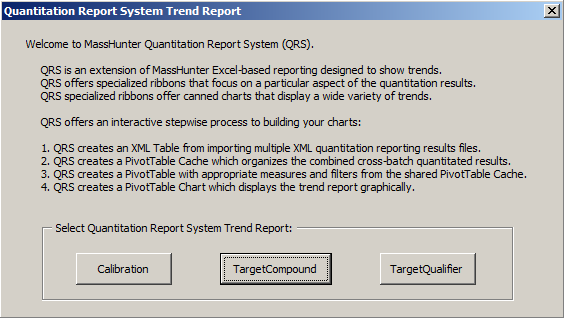 Quantitation Report System Trend Report
Welcome to MassHunter Quantitation Report System (QRS).
QRS is an extension of MassHunter Excel-based reporting designed to show trends.
QRS offers specialized ribbons that focus on a particular aspect of the quantitation results.
QRS specialized ribbons offer canned charts that display a wide variety of trends.
QRS offers an interactive stepwise process to building your charts:
1. QRS creates an XML Table from importing multiple XML quantitation reporting results files.
2. QRS creates a PivotTable Cache which organizes the combined cross-batch quantitated results.
3. QRS creates a PivotTable with appropriate measures and filters from the shared PivotTable Cache.
4. QRS creates a PivotTable Chart which displays the trend report graphically.
Select Quantitation Report System Trend Report:
Calibration TargetCompound TargetQualifier